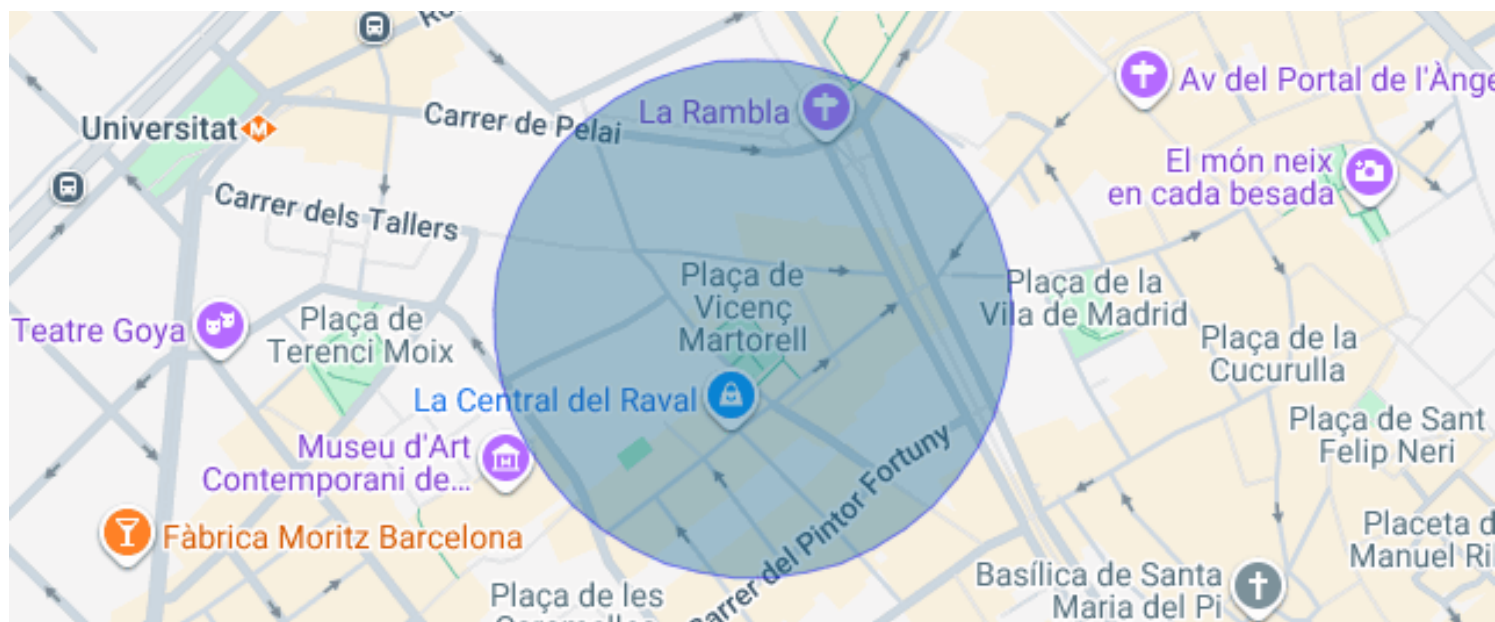 Carrer de Pelai
La Rambla
Av del Portal de l'Ànge
Universitat
El món neix
en cada besada
Carrer dels Tallers
Plaça de
Vicenç
Martorell
Plaça de la
Vila de Madrid
Teatre Goya
Plaça de
Terenci Moix
Plaça de la
Cucurulla
La Central del Raval
Plaça de Sant
Felip Neri
Museu d'Art
Contemporani de...
Carrer del Pintor Fortuny
Fàbrica Moritz Barcelona
Placeta d
Manuel Ri
Basílica de Santa
Maria del Pi
Plaça de les